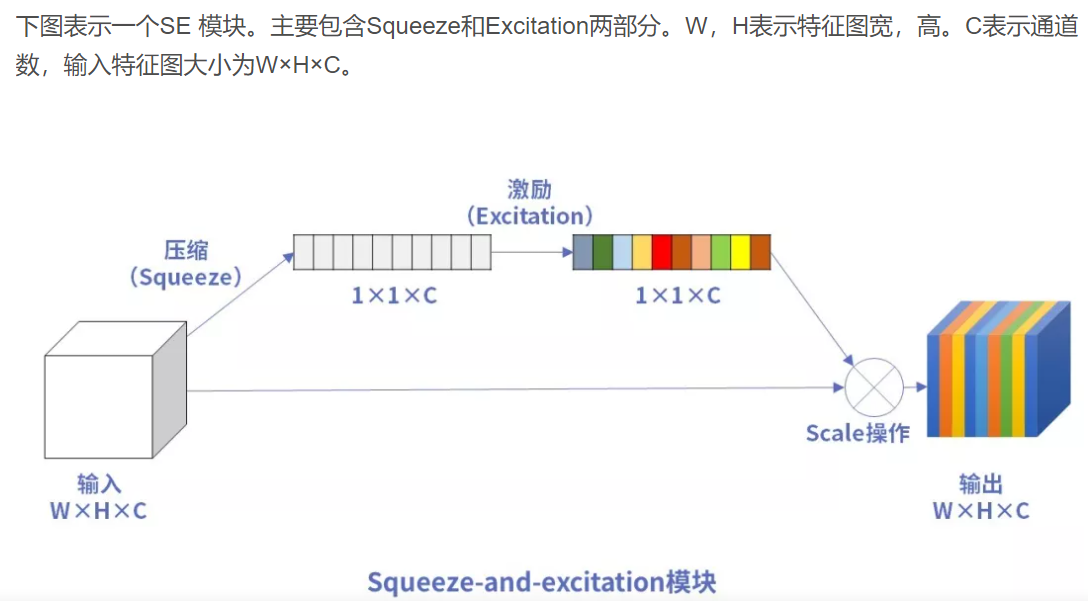 下图表示一个SE 模块。主要包含Squeeze和Excitation两部分。W，H表示特征图宽，高。C表示通道
数，输入特征图大小为W×H×C。
激励
（Excitation）
压缩
（Squeeze）
1×1×C
1×1×C
Scale操作
输入
W×H×C
输出
W×H×C
Squeeze-and-excitation模块